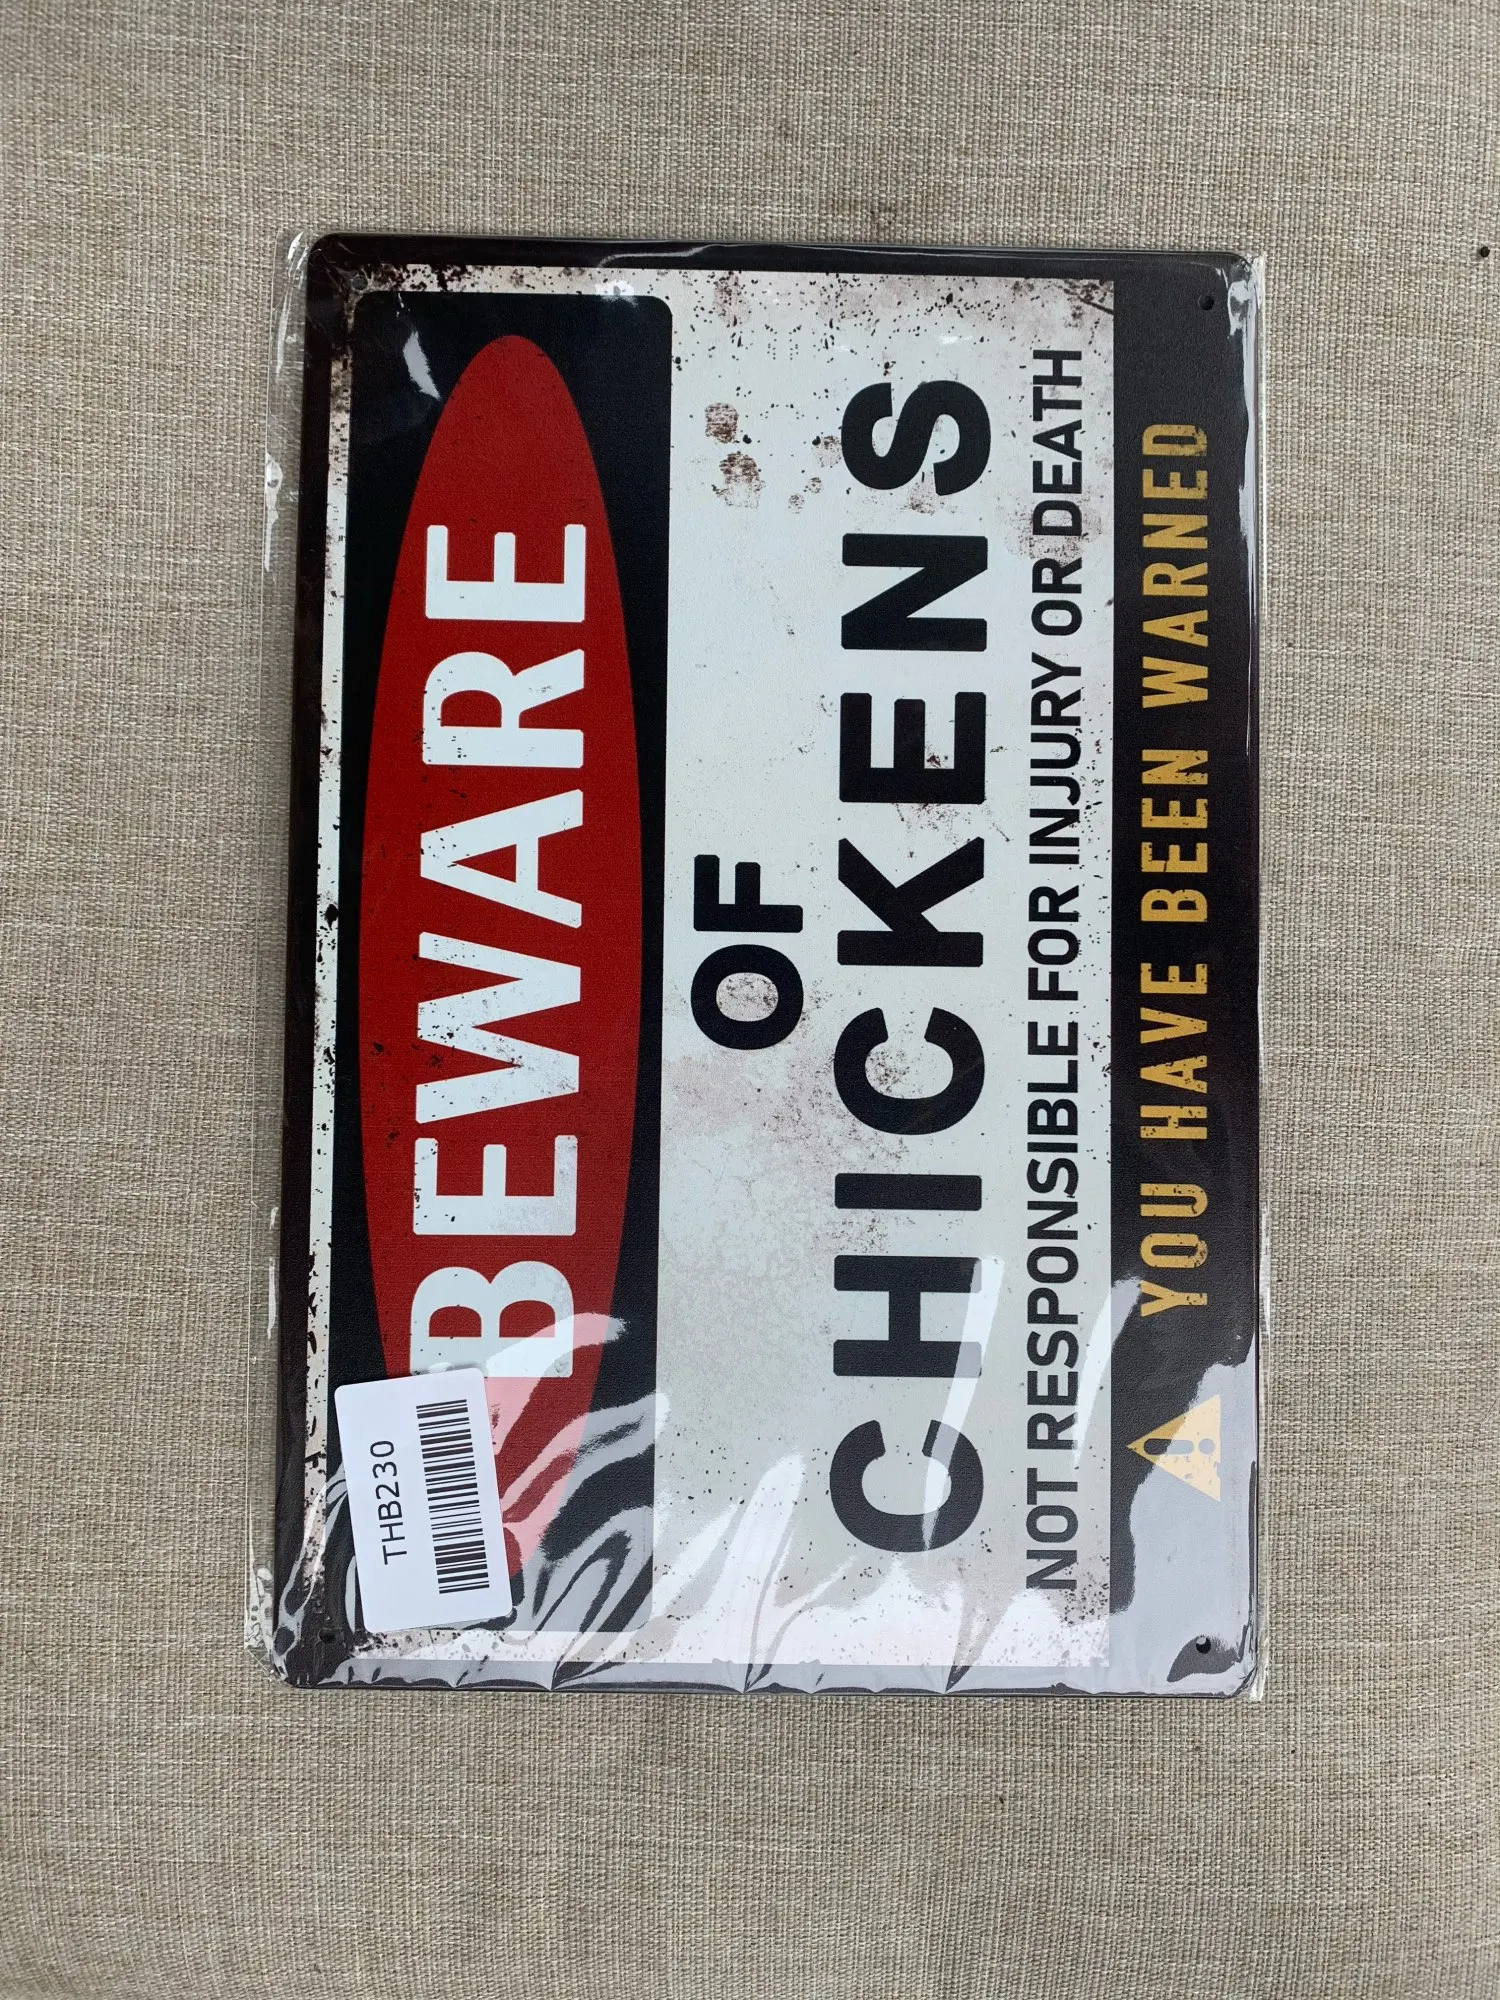 BEWARE
OF
CHICKENS
NOT RESPONSIBLE FOR INJURY OR DEATH
YOU HAVE BEEN WARNED
THB230